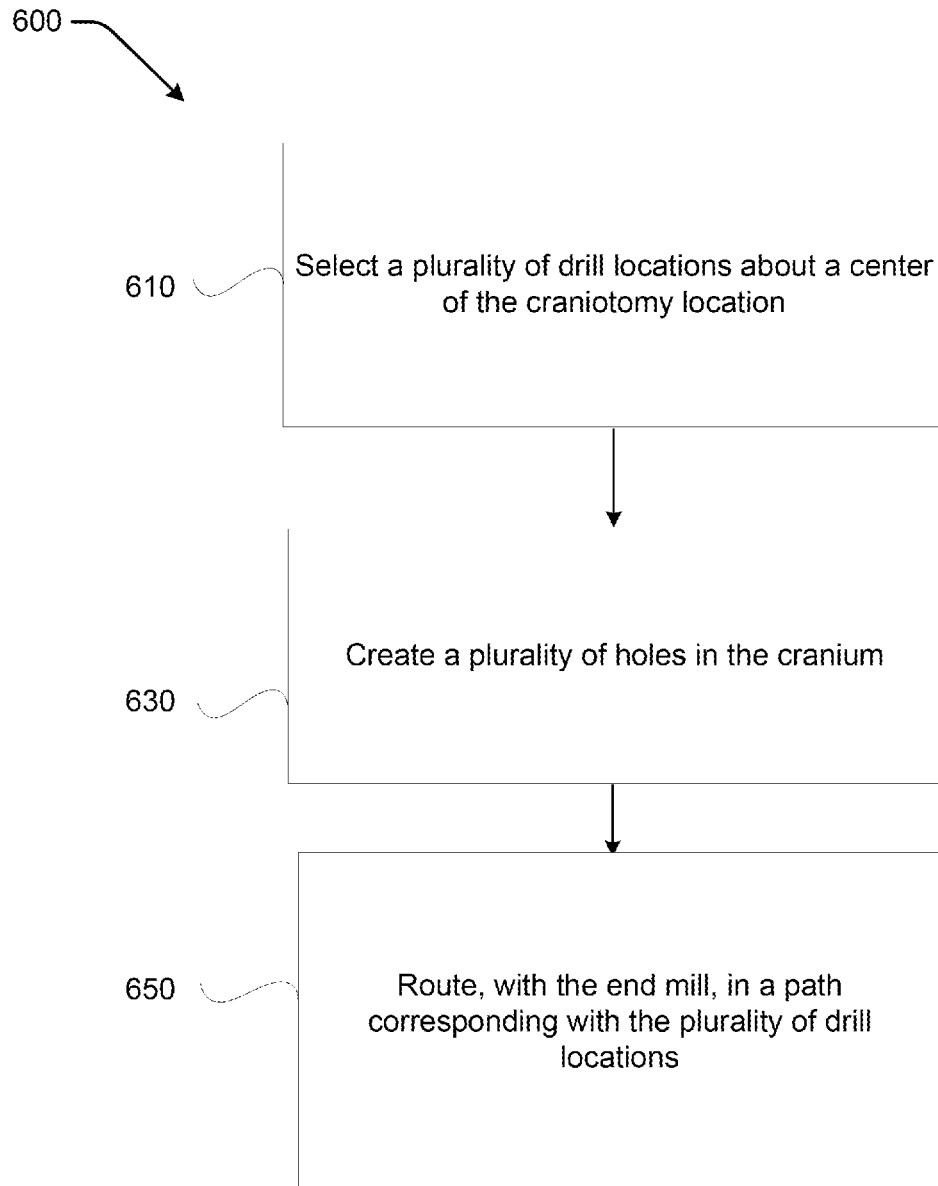 600
610
Select a plurality of drill locations about a center
of the craniotomy location
Create a plurality of holes in the cranium
630
650
Route, with the end mill, in a path
corresponding with the plurality of drill
locations